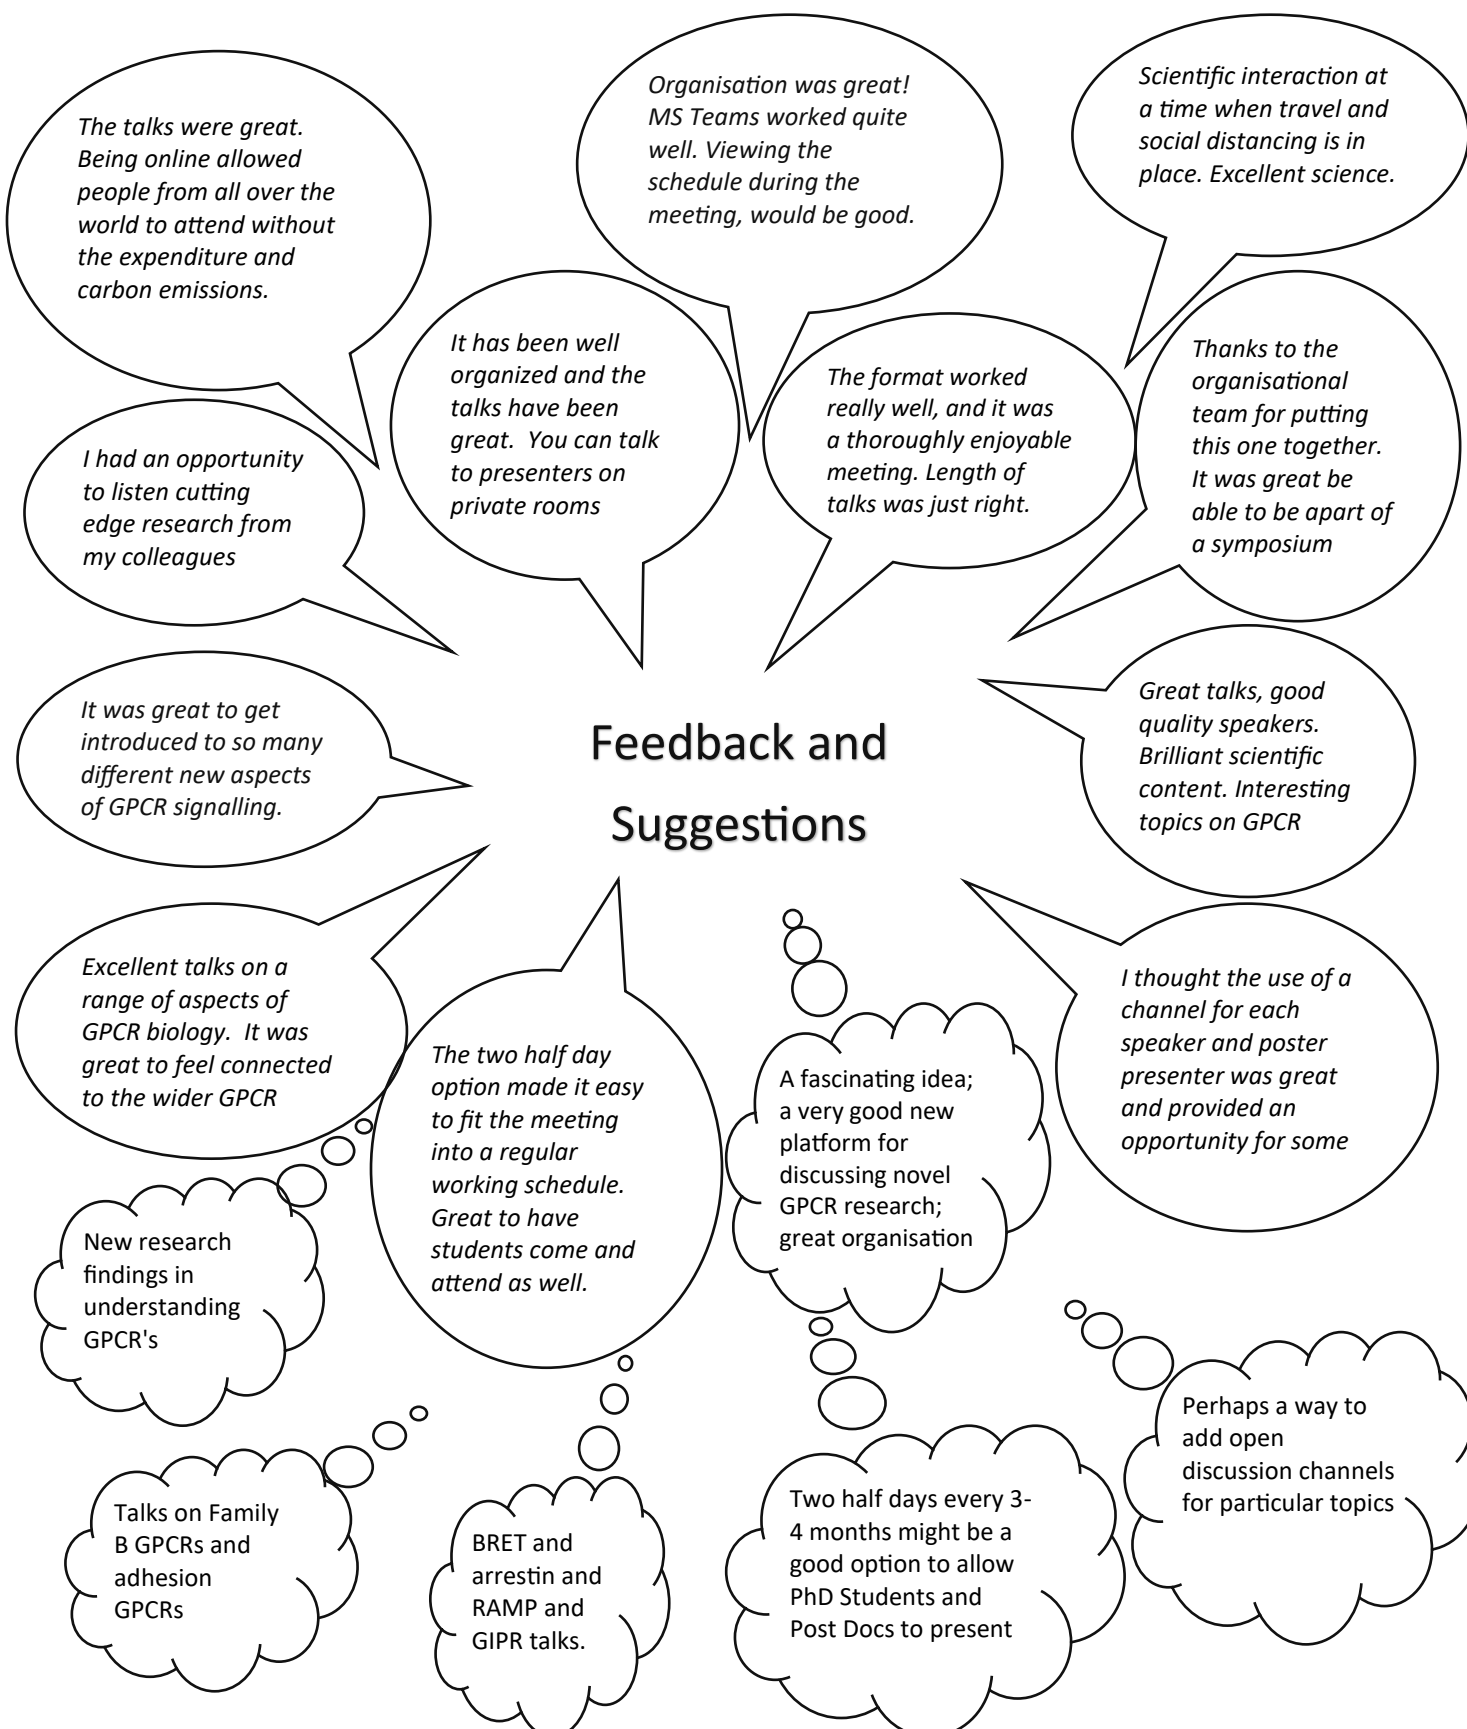 The talks were great.
Being online allowed
people from all over the
world to attend without
the expenditure and
carbon emissions.
Organisation was great!
MS Teams worked quite
well. Viewing the
schedule during the
meeting, would be good.
Scientific interaction at
a time when travel and
social distancing is in
place. Excellent science.
It has been well
organized and the
talks have been
great.  You can talk
to presenters on
private rooms
The format worked
really well, and it was
a thoroughly enjoyable
meeting. Length of
talks was just right.
Thanks to the
organisational
team for putting
this one together.
It was great be
able to be apart of
a symposium
I had an opportunity
to listen cutting
edge research from
my colleagues
It was great to get
introduced to so many
different new aspects
of GPCR signalling.
Feedback and
Suggestions
Great talks, good
quality speakers.
Brilliant scientific
content. Interesting
topics on GPCR
Excellent talks on a
range of aspects of
GPCR biology.  It was
great to feel connected
to the wider GPCR
The two half day
option made it easy
to fit the meeting
into a regular
working schedule.
Great to have
students come and
attend as well.
A fascinating idea;
a very good new
platform for
discussing novel
GPCR research;
great organisation
I thought the use of a
channel for each
speaker and poster
presenter was great
and provided an
opportunity for some
New research
findings in
understanding
GPCR's
Talks on Family
B GPCRs and
adhesion
GPCRs
BRET and
arrestin and
RAMP and
GIPR talks.
Two half days every 3-
4 months might be a
good option to allow
PhD Students and
Post Docs to present
Perhaps a way to
add open
discussion channels
for particular topics